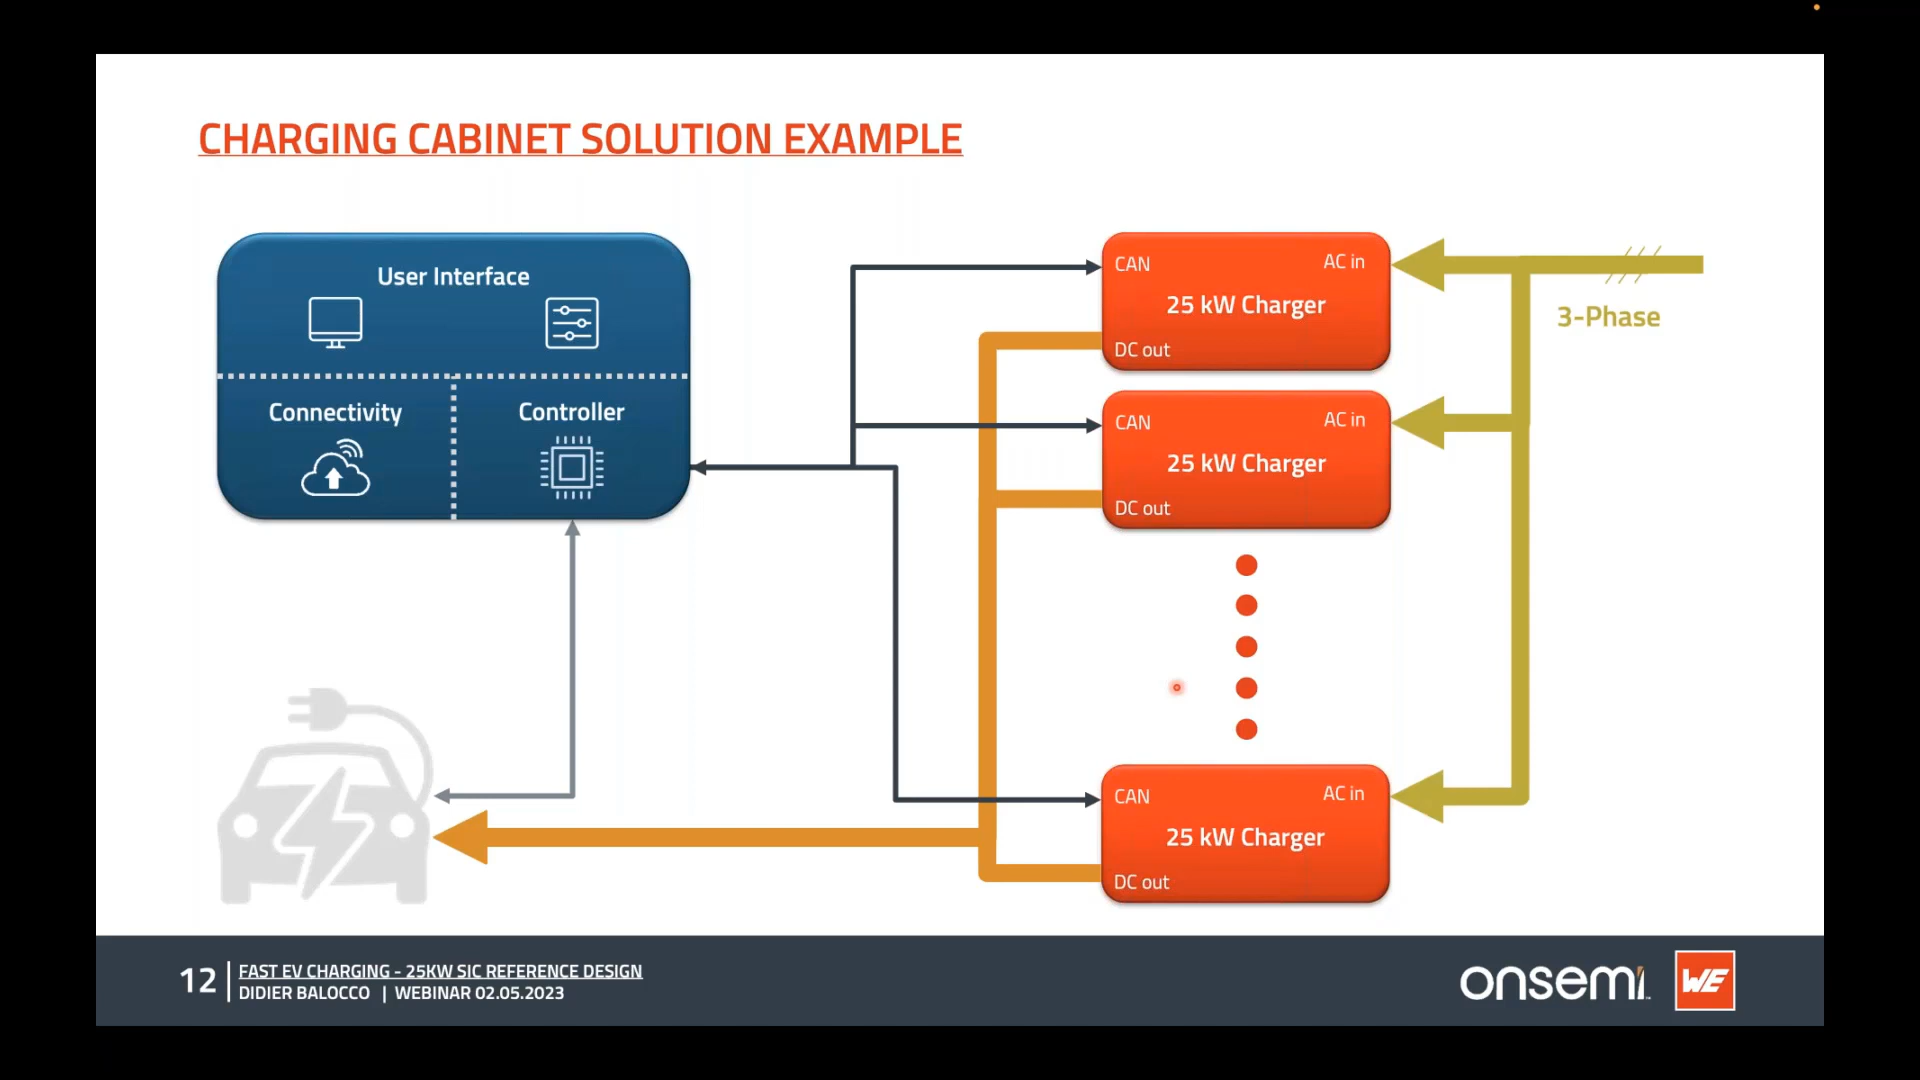 CHARGING CABINET SOLUTION EXAMPLE
User Interface
Connectivity
Controller
CAN
AC in
25 kW Charger
DC out
3-Phase
CAN
AC in
25 kW Charger
DC out
CAN
AC in
25 kW Charger
DC out
12
FAST EV CHARGING - 25KW SIC REFERENCE DESIGN
DIDIER BALOCCO | WEBINAR 02.05.2023
onsemi
WE